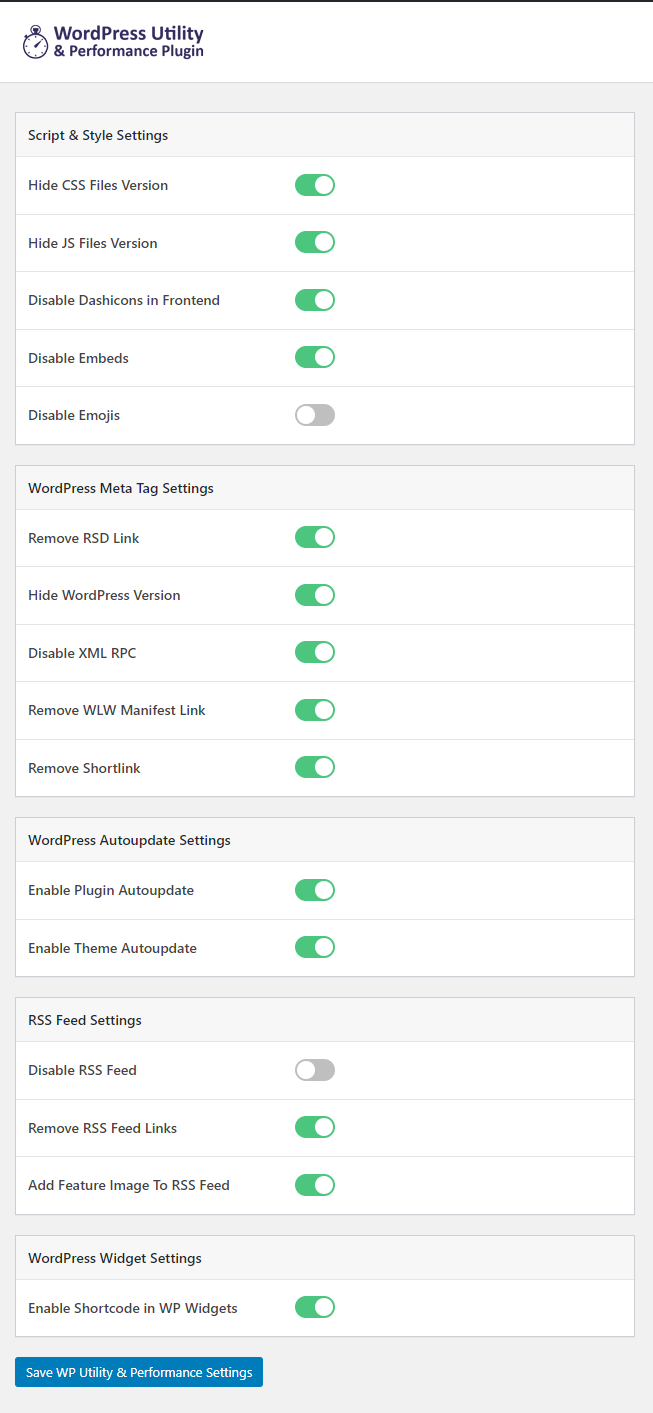 WordPress Utility
& Performance Plugin
Script & Style Settings
Hide CSS Files Version
Hide JS Files Version
Disable Dashicons in Frontend
Disable Embeds
Disable Emojis
WordPress Meta Tag Settings
Remove RSD Link
Hide WordPress Version
Disable XML RPC
Remove WLW Manifest Link
Remove Shortlink
WordPress Autoupdate Settings
Enable Plugin Autoupdate
Enable Theme Autoupdate
RSS Feed Settings
Disable RSS Feed
Remove RSS Feed Links
Add Feature Image To RSS Feed
WordPress Widget Settings
Enable Shortcode in WP Widgets
Save WP Utility & Performance Settings